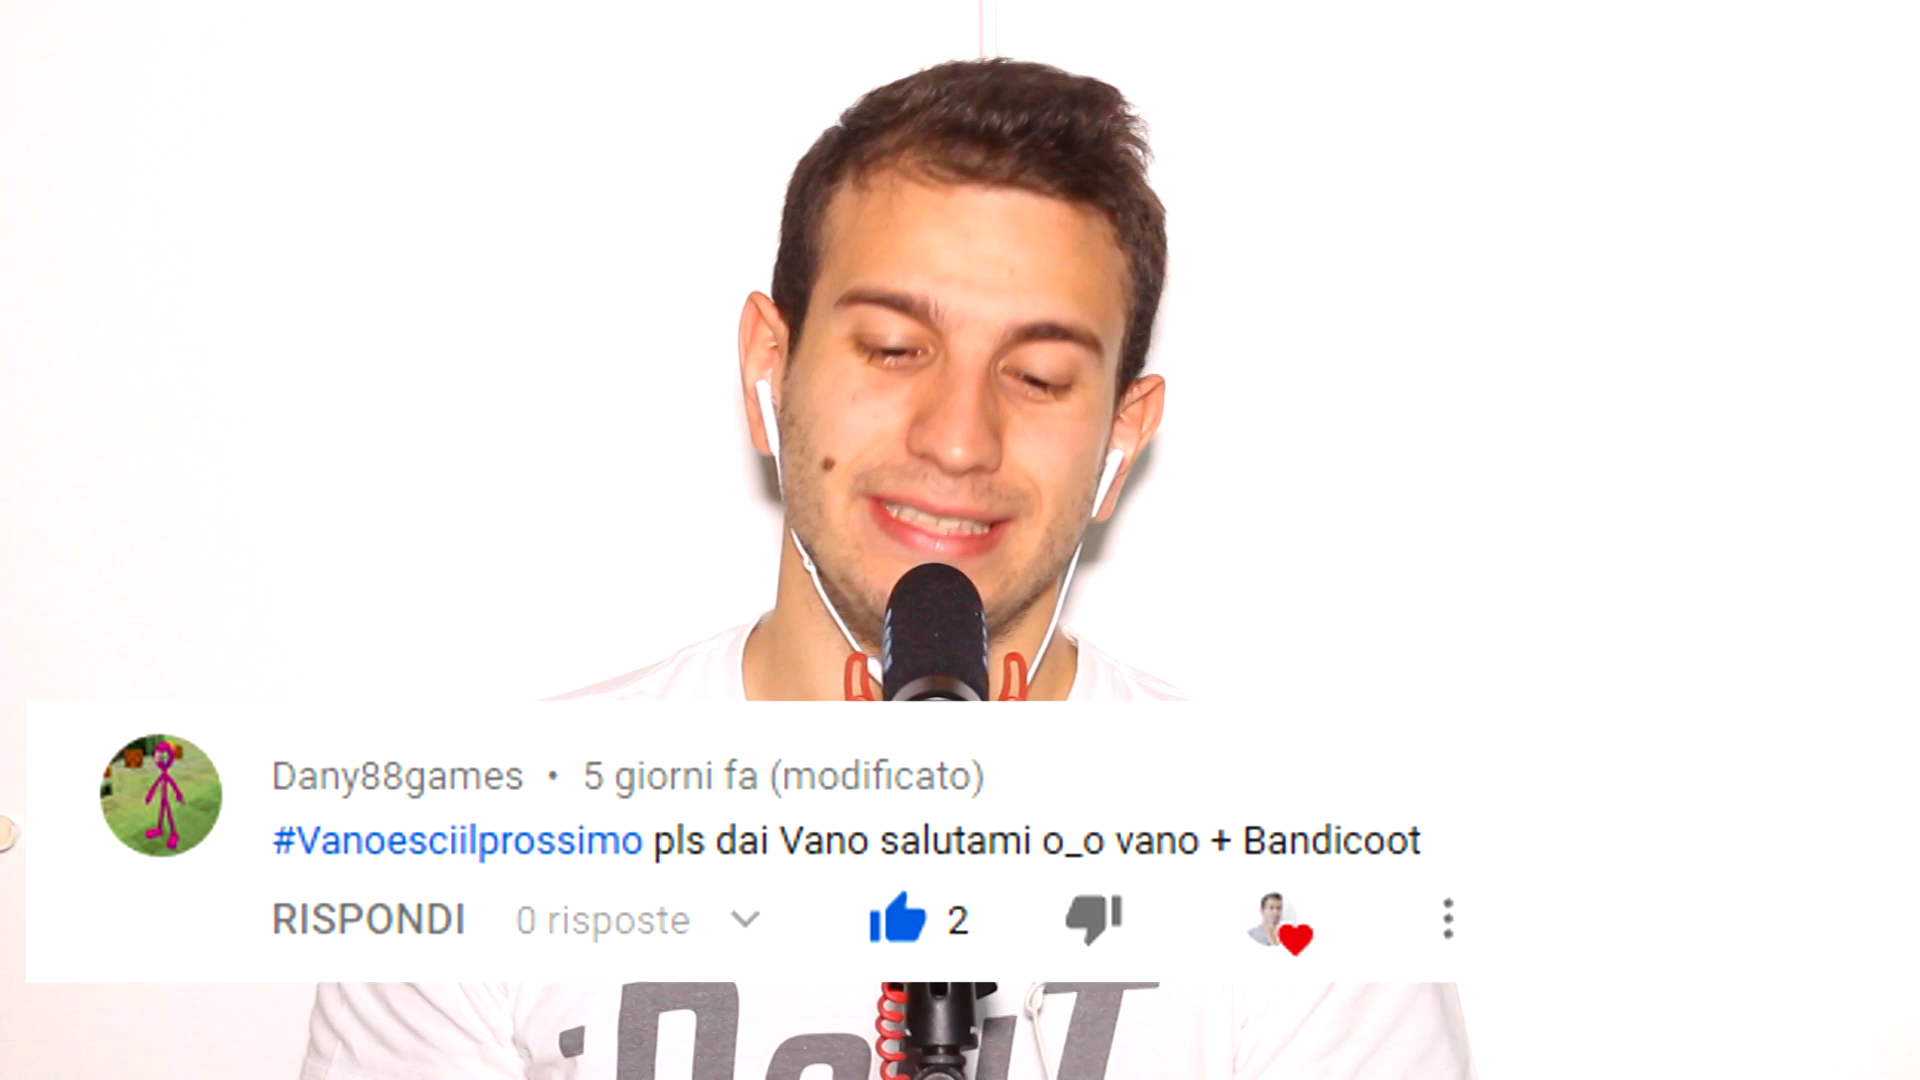 Dany88games • 5 giorni fa (modificato)
#Vanoesciilprossimo pls dai Vano salutami o_o vano + Bandicoot
RISPONDI 0 risposte 2